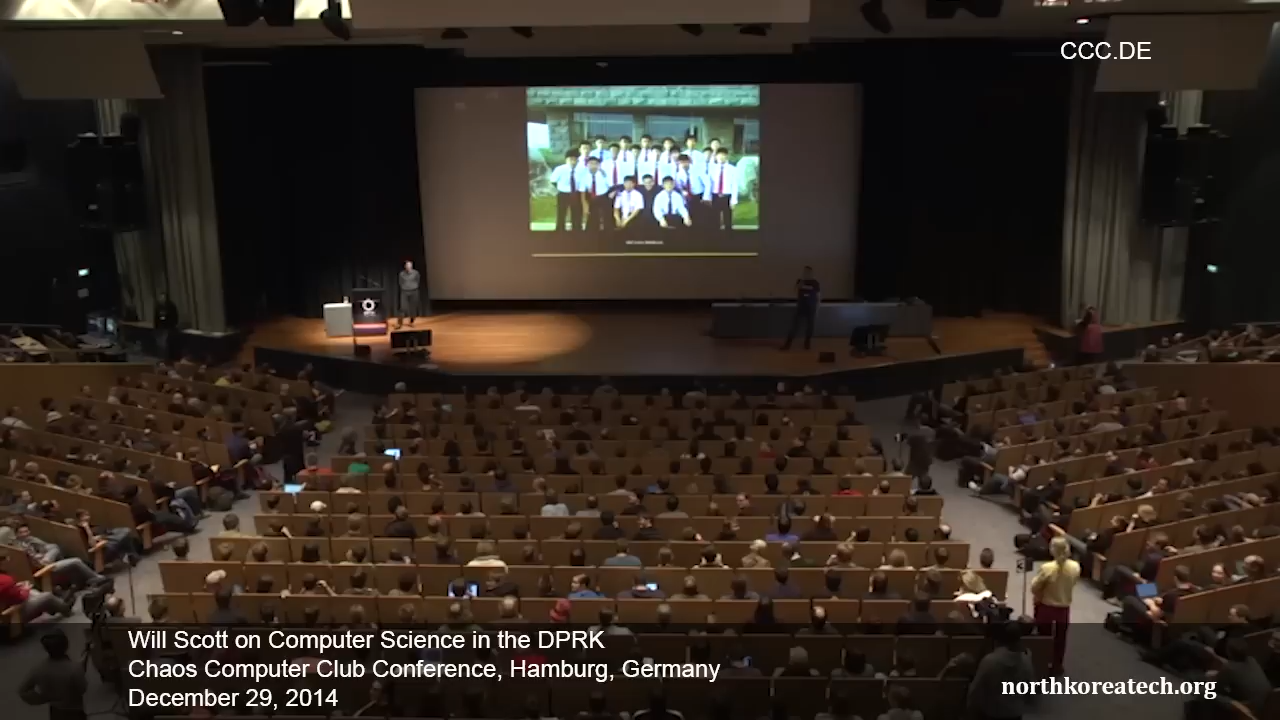 CCC.DE
Will Scott on Computer Science in the DPRK
Chaos Computer Club Conference, Hamburg, Germany
December 29, 2014
northkoreatech.org